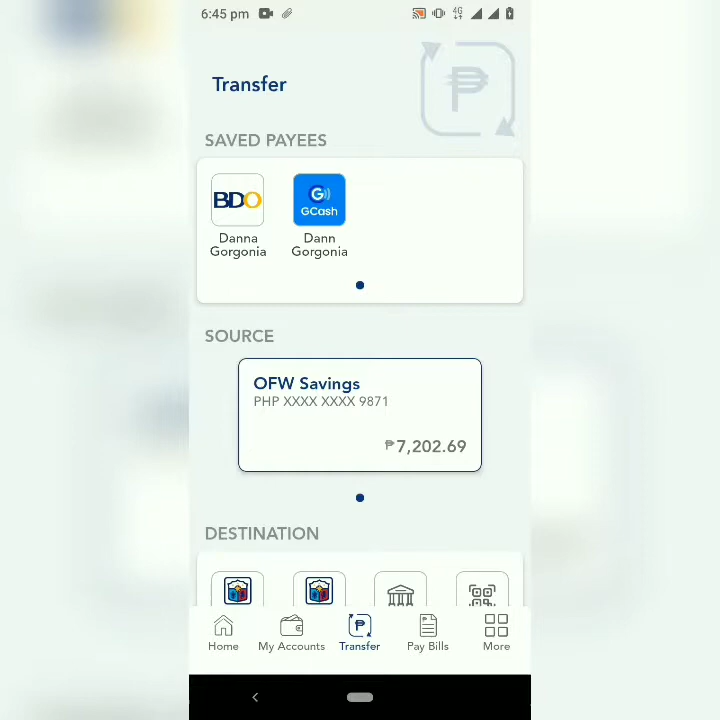 6:45 pm
4G
Transfer
SAVED PAYEES
BDO
G
GCash
Danna
Gorgonia
Dann
Gorgonia
SOURCE
OFW Savings
PHP XXXX XXXX 9871
₱7,202.69
DESTINATION
Home
My Accounts
Transfer
Pay Bills
More